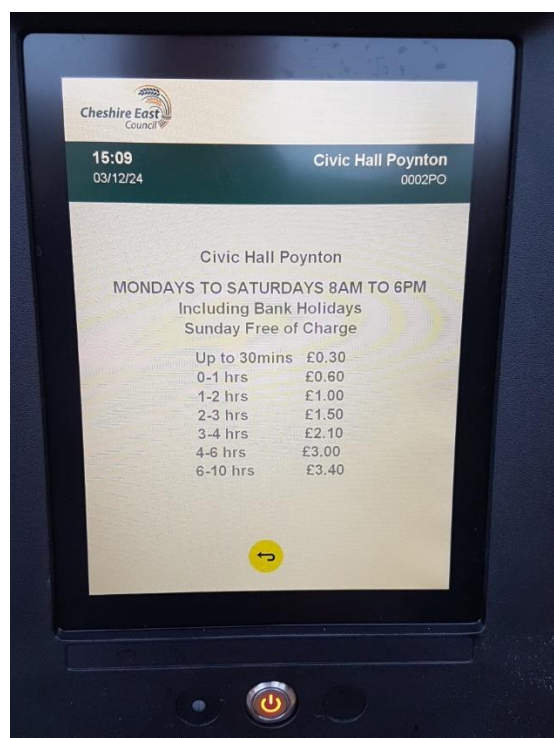 Cheshire East
Council
15:09 Civic Hall Poynton
03/12/24 0002PO
Civic Hall Poynton
MONDAYS TO SATURDAYS 8AM TO 6PM
Including Bank Holidays
Sunday Free of Charge
Up to 30mins £0.30
0-1 hrs £0.60
1-2 hrs £1.00
2-3 hrs £1.50
3-4 hrs £2.10
4-6 hrs £3.00
6-10 hrs £3.40